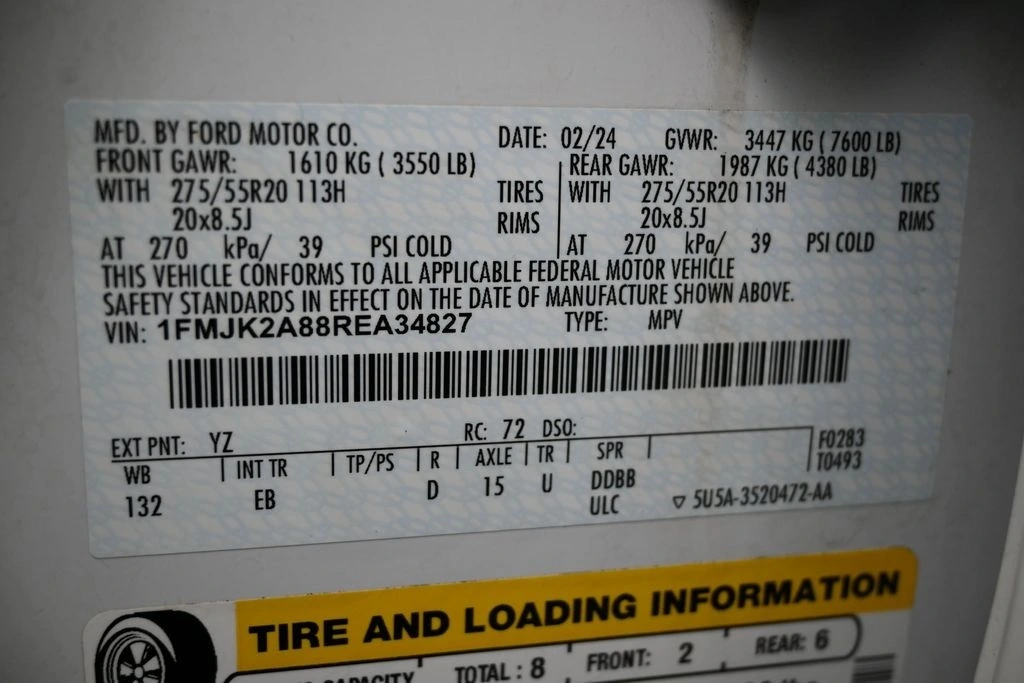 MFD. BY FORD MOTOR CO. DATE: 02/24 GVWR: 3447 KG ( 7600 LB)
FRONT GAWR: 1610 KG ( 3550 LB) REAR GAWR: 1987 KG ( 4380 LB)
WITH 275/55R20 113H TIRES WITH 275/55R20 113H TIRES
20x8.5J RIMS 20x8.5J RIMS
AT 270 kPa/ 39 PSI COLD AT 270 kPa/ 39 PSI COLD
THIS VEHICLE CONFORMS TO ALL APPLICABLE FEDERAL MOTOR VEHICLE
SAFETY STANDARDS IN EFFECT ON THE DATE OF MANUFACTURE SHOWN ABOVE.
VIN: 1FMJK2A88REA34827 TYPE: MPV
EXT PNT: YZ RC: 72 DSO:
WB INT TR TP/PS R AXLE TR SPR F0283
T0493
132 EB D 15 U DDBB
ULC ▽ 5U5A-3520472-AA
TIRE AND LOADING INFORMATION
CAPACITY TOTAL : 8 FRONT: 2 REAR: 6